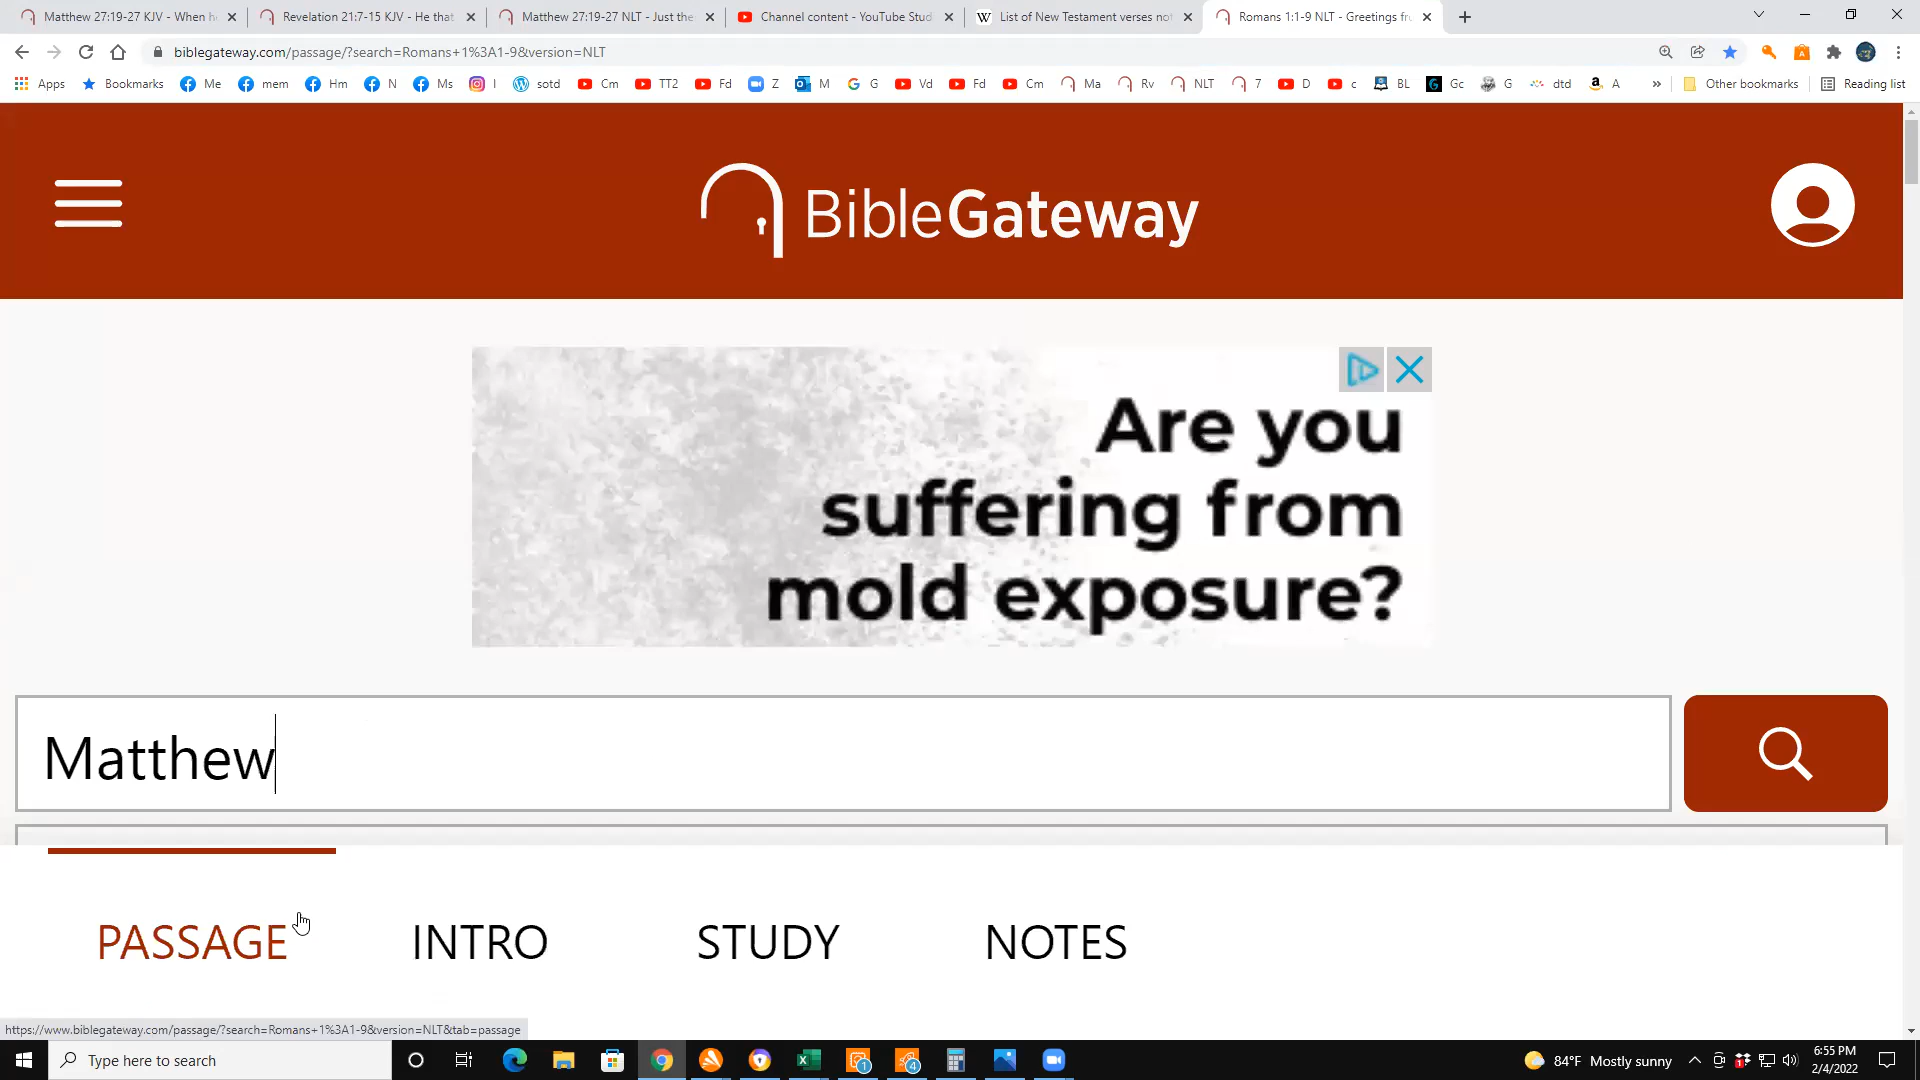 Matthew 27:19-27 KJV - When h
Revelation 21:7-15 KJV - He that
Matthew 27:19-27 NLT - Just the
Channel content - YouTube Stud
W List of New Testament verses not
Romans 1:1-9 NLT - Greetings fr
biblegateway.com/passage/?search=Romans+1%3A1-9&version=NLT
Apps Bookmarks Me mem Hm N Ms I sotd Cm TT2 Fd Z M G Vd Fd Cm Ma Rv NLT 7 D c BL Gc G dtd A » Other bookmarks Reading list
BibleGateway
Are you
suffering from
mold exposure?
Matthew
PASSAGE INTRO STUDY NOTES
https://www.biblegateway.com/passage/?search=Romans+1%3A1-9&version=NLT&tab=passage
Type here to search
1
4
84°F Mostly sunny
6:55 PM
2/4/2022